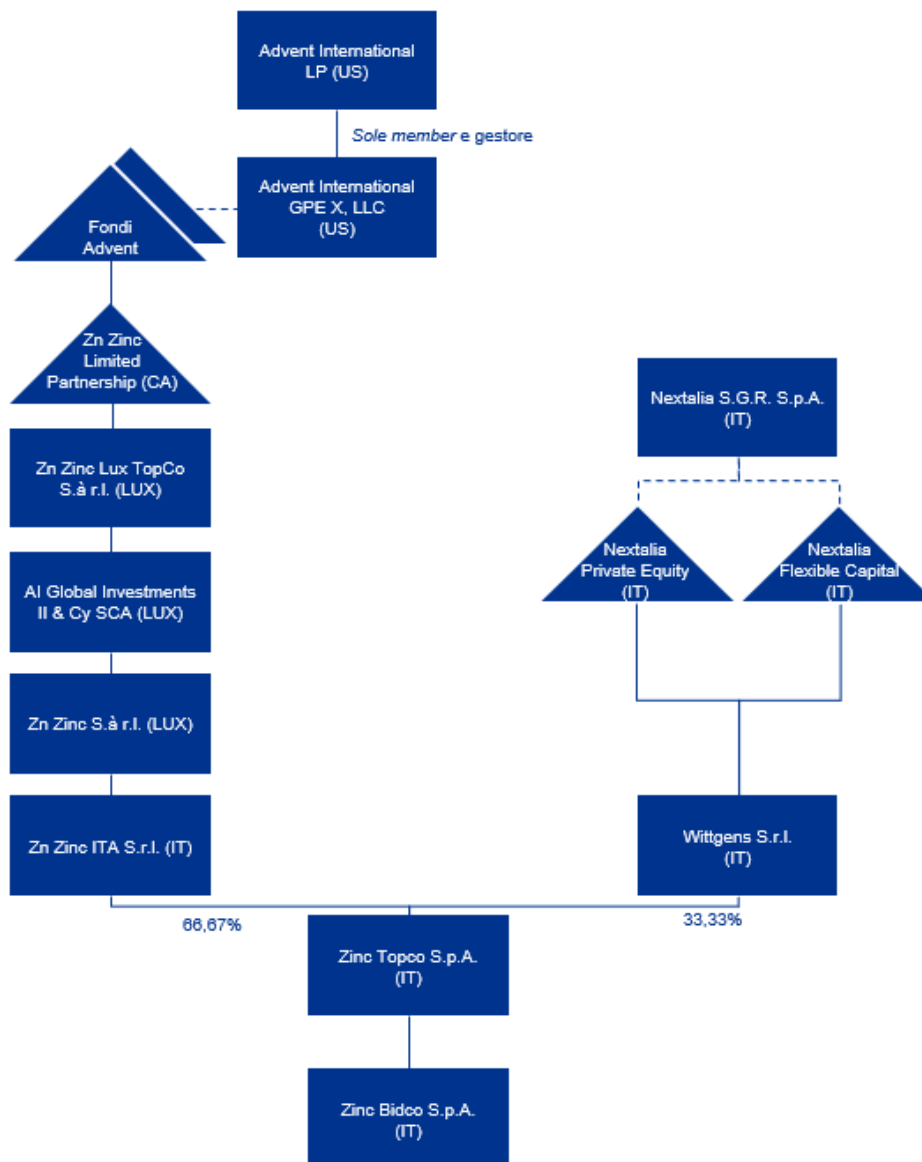 Advent International
LP (US)
Sole member e gestore
Advent International
GPE X, LLC
(US)
Fondi
Advent
Zn Zinc
Limited
Partnership (CA)
Zn Zinc Lux TopCo
S.à r.l. (LUX)
AI Global Investments
II & Cy SCA (LUX)
Zn Zinc S.à r.l. (LUX)
Zn Zinc ITA S.r.l. (IT)
Nextalia S.G.R. S.p.A.
(IT)
Nextalia
Private Equity
(IT)
Nextalia
Flexible Capital
(IT)
Wittgens S.r.l.
(IT)
66,67%
33,33%
Zinc Topco S.p.A.
(IT)
Zinc Bidco S.p.A.
(IT)